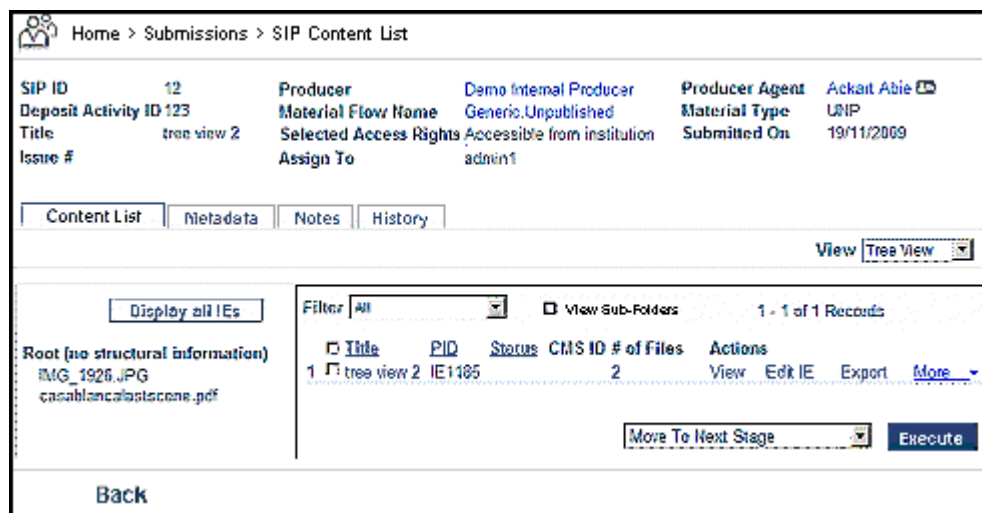 Home > Submissions > SIP Content List
SIP ID 12 Producer Demo Internal Producer Producer Agent Ackart Abie
Deposit Activity ID 123 Material Flow Name Generic.Unpublished Material Type UNP
Title tree view 2 Selected Access Rights Accessible from institution Submitted On 19/11/2009
Issue # Assign To admin1
Content List Metadata Notes History
View Tree View
Display all IEs Filter All View Sub-Folders 1 - 1 of 1 Records
Root (no structural information) Title PID Status CMS ID # of Files Actions
IMG_1926.JPG 1 tree view 2 IE1185 2 View Edit IE Export More
casablancalastscene.pdf
Move To Next Stage Execute
Back